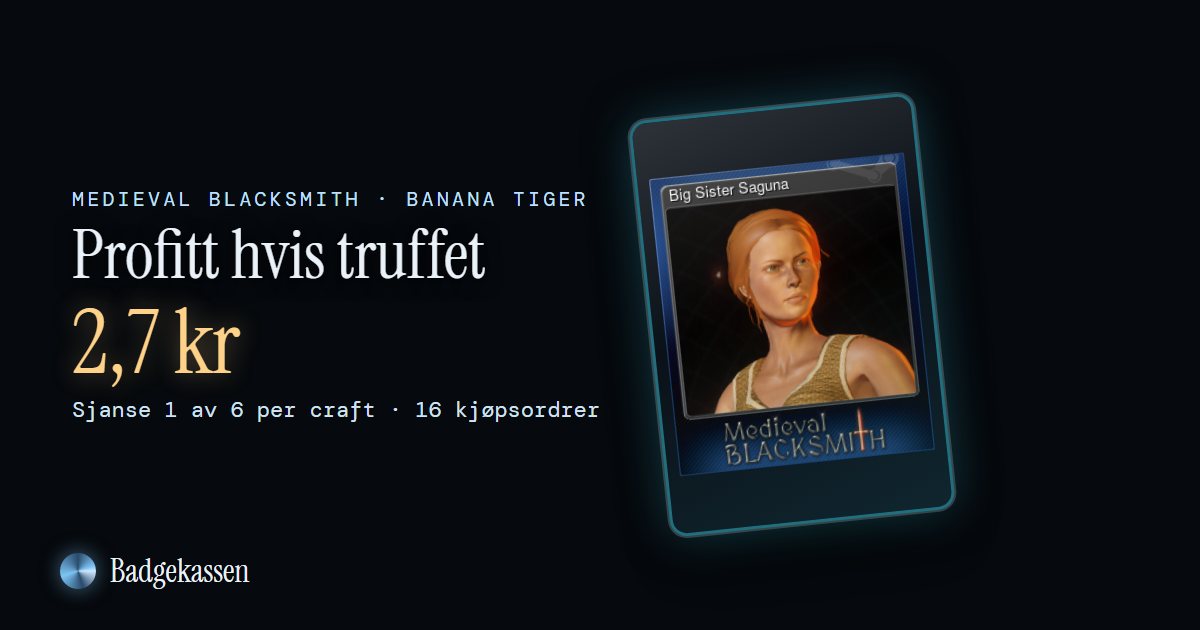 MEDIEVAL BLACKSMITH · BANANA TIGER
Profitt hvis truffet
2,7 kr
Sjanse 1 av 6 per craft · 16 kjøpsordrer
Big Sister Saguna
Medieval
BLACKSMITH
Badgekassen